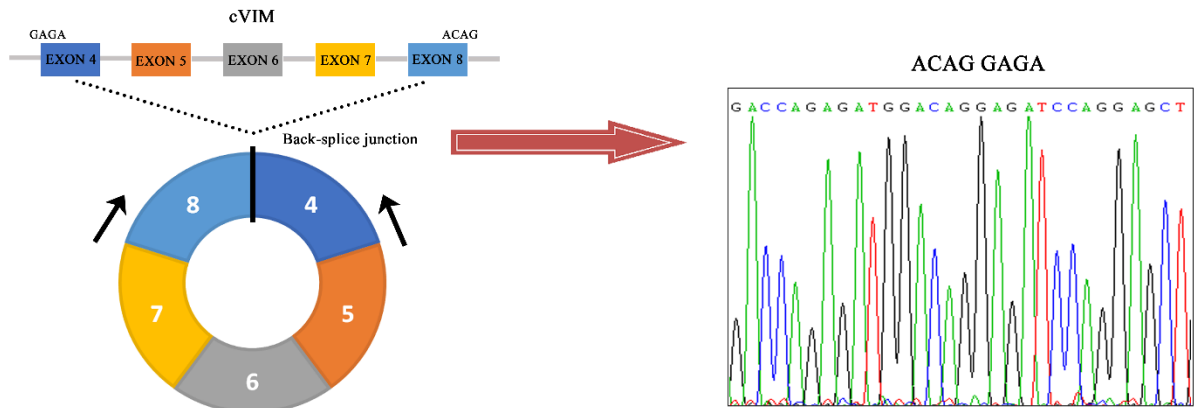 cVIM
GAGA
ACAG
EXON 4
EXON 5
EXON 6
EXON 7
EXON 8
Back-splice junction
8
4
7
5
6
ACAG GAGA
GACCAGAGATGGACAGGAGATCCAGGAGCT